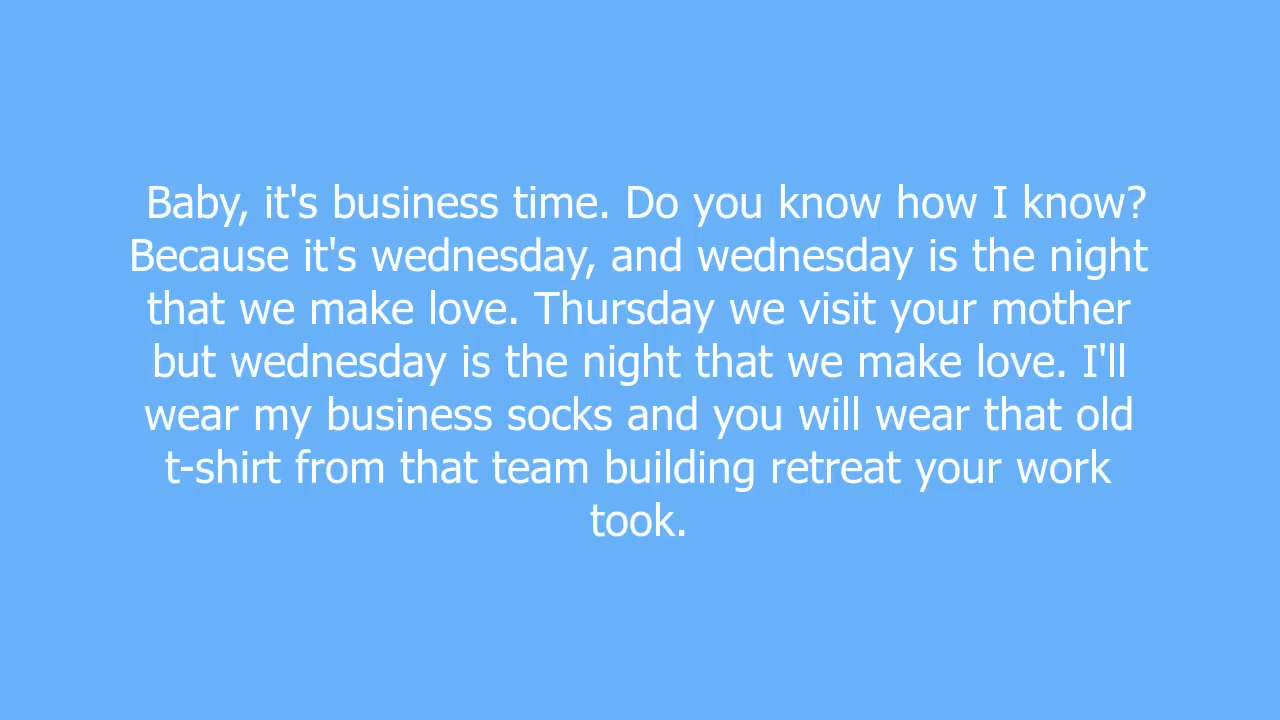 Baby, it's business time. Do you know how I know?
Because it's wednesday, and wednesday is the night
that we make love. Thursday we visit your mother
but wednesday is the night that we make love. I'll
wear my business socks and you will wear that old
t-shirt from that team building retreat your work
took.